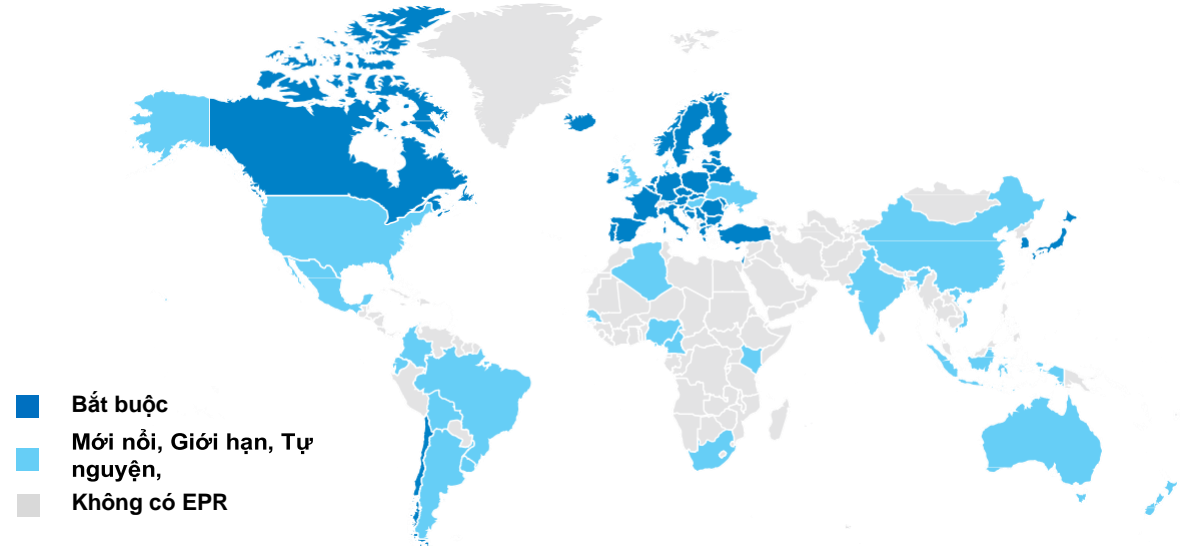 Bắt buộc
Mới nổi, Giới hạn, Tự
nguyện,
Không có EPR